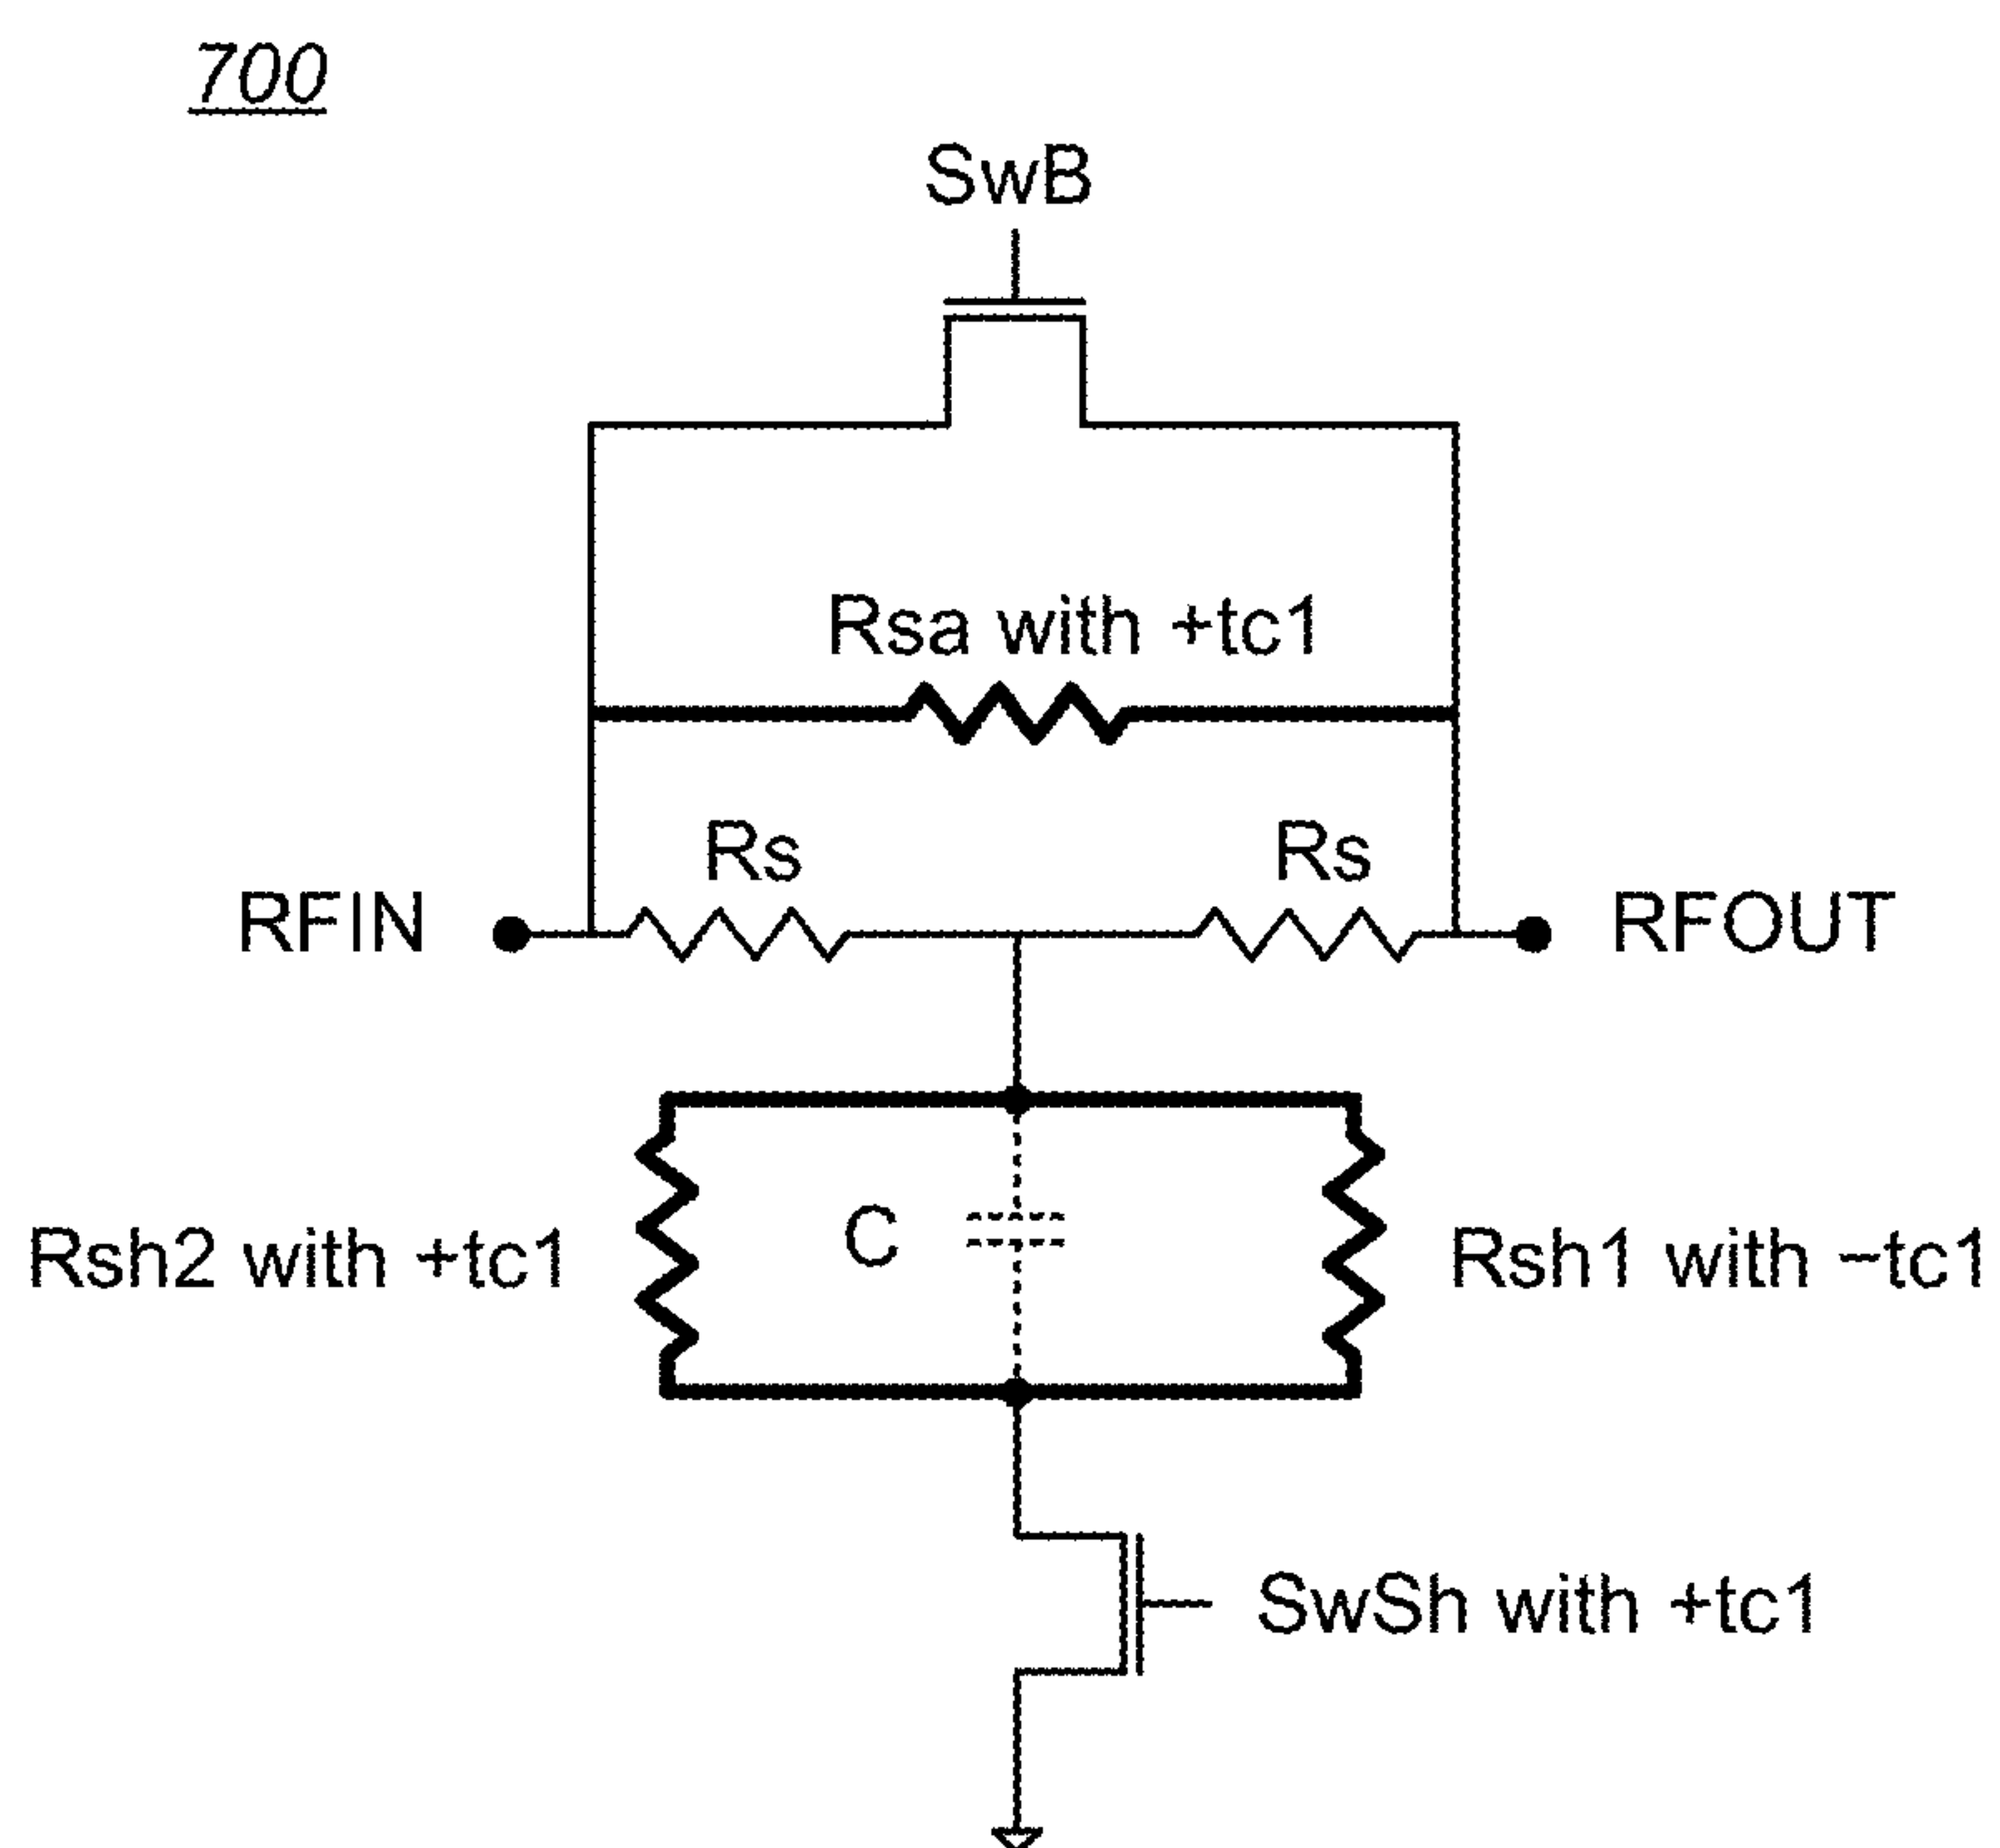 700
SwB
Rsa with +tc1
Rs
Rs
RFIN
RFOUT
Rsh2 with +tc1
C
Rsh1 with −tc1
SwSh with +tc1